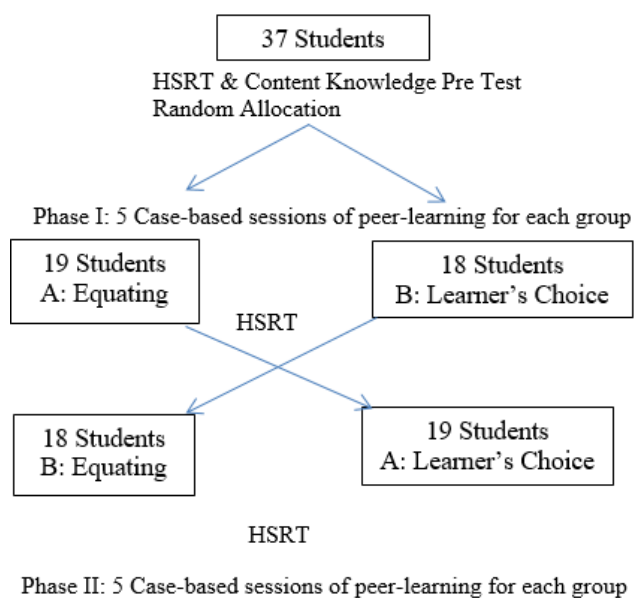 37 Students
HSRT & Content Knowledge Pre Test
Random Allocation
Phase I: 5 Case-based sessions of peer-learning for each group
19 Students
A: Equating
18 Students
B: Learner's Choice
HSRT
18 Students
B: Equating
19 Students
A: Learner's Choice
HSRT
Phase II: 5 Case-based sessions of peer-learning for each group